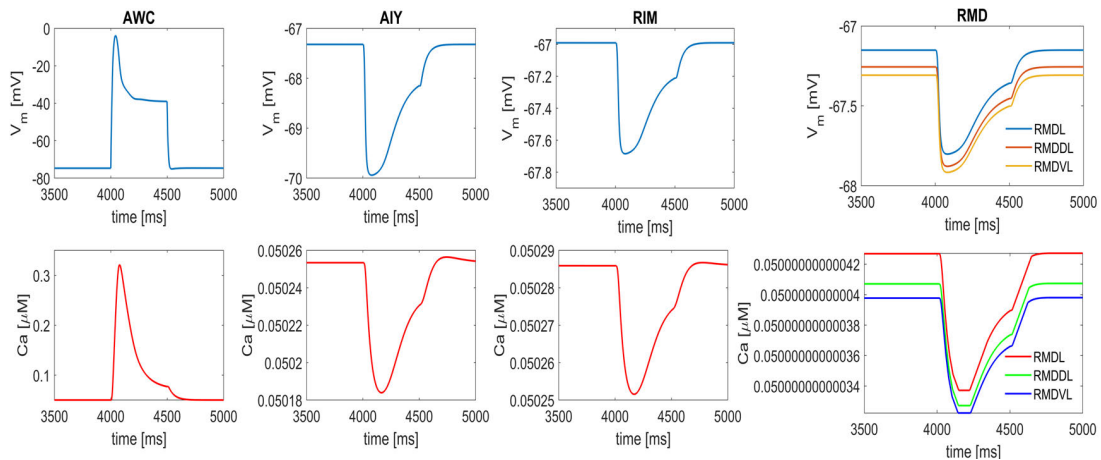 AWC
0
-20
-40
-60
-80
V_m [mV]
3500 4000 4500 5000
time [ms]
AIY
-67
-68
-69
-70
V_m [mV]
3500 4000 4500 5000
time [ms]
RIM
-67
-67.2
-67.4
-67.6
-67.8
V_m [mV]
3500 4000 4500 5000
time [ms]
RMD
-67
-67.5
-68
V_m [mV]
RMDL
RMDDL
RMDVL
3500 4000 4500 5000
time [ms]
0.3
0.2
0.1
Ca [μM]
3500 4000 4500 5000
time [ms]
0.05026
0.05024
0.05022
0.0502
0.05018
Ca [μM]
3500 4000 4500 5000
time [ms]
0.05029
0.05028
0.05027
0.05026
0.05025
Ca [μM]
3500 4000 4500 5000
time [ms]
0.05000000000042
0.0500000000004
0.05000000000038
0.05000000000036
0.05000000000034
Ca [μM]
RMDL
RMDDL
RMDVL
3500 4000 4500 5000
time [ms]